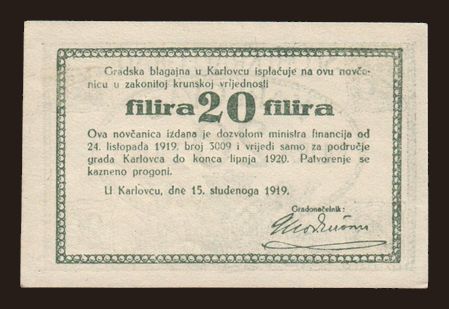 Gradska blagajna u Karlovcu isplaćuje na ovu novča-
nicu u zakonitoj krunskoj vrijednosti
filira 20 filira
Ova novčanica izdana je dozvolom ministra financija od
24. listopada 1919. broj 3009 i vrijedi samo za područje
grada Karlovca do konca lipnja 1920. Patvorenje se
kazneno progoni.
U Karlovcu, dne 15. studenoga 1919.
Gradonačelnik: